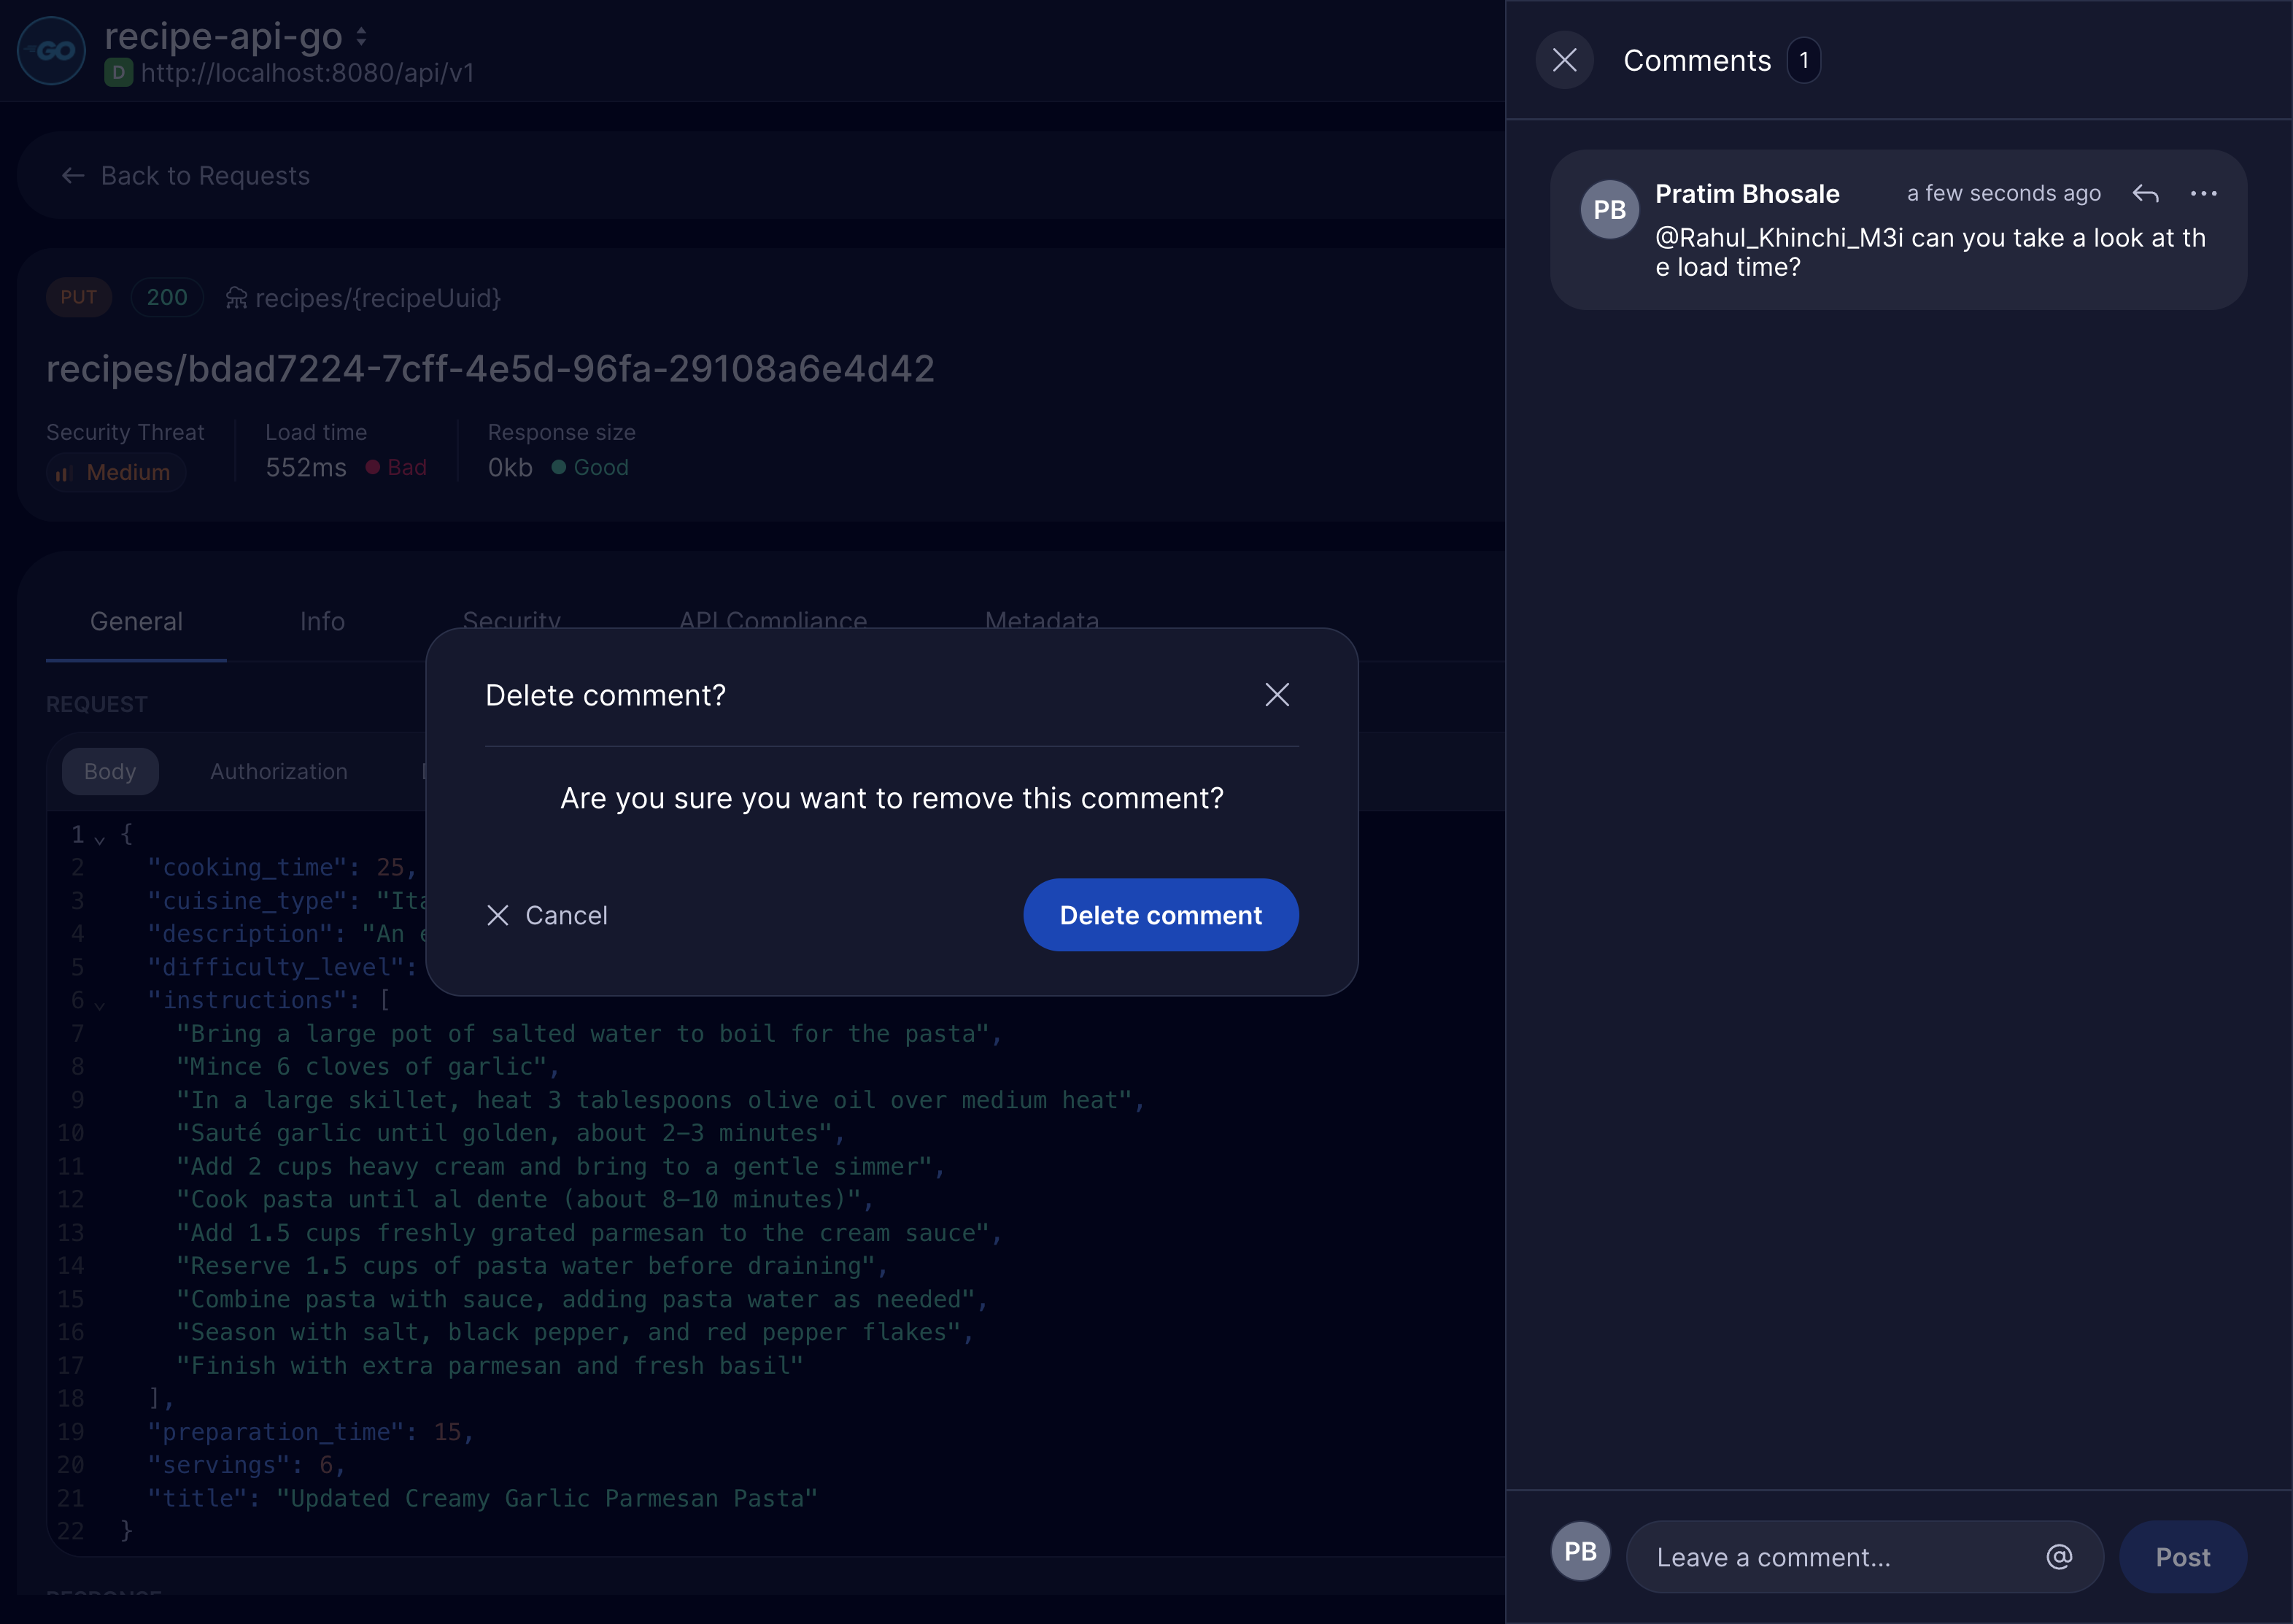 GO
recipe-api-go
D http://localhost:8080/api/v1
Back to Requests
PUT 200 recipes/{recipeUuid}
recipes/bdad7224-7cff-4e5d-96fa-29108a6e4d42
Security Threat Load time Response size
Medium 552ms Bad 0kb Good
General Info Security API Compliance Metadata
REQUEST
Body Authorization
1 {
2 "cooking_time": 25,
3 "cuisine_type": "Ita
4 "description": "An
5 "difficulty_level":
6 "instructions": [
7 "Bring a large pot of salted water to boil for the pasta",
8 "Mince 6 cloves of garlic",
9 "In a large skillet, heat 3 tablespoons olive oil over medium heat",
10 "Sauté garlic until golden, about 2-3 minutes",
11 "Add 2 cups heavy cream and bring to a gentle simmer",
12 "Cook pasta until al dente (about 8-10 minutes)",
13 "Add 1.5 cups freshly grated parmesan to the cream sauce",
14 "Reserve 1.5 cups of pasta water before draining",
15 "Combine pasta with sauce, adding pasta water as needed",
16 "Season with salt, black pepper, and red pepper flakes",
17 "Finish with extra parmesan and fresh basil"
18 ],
19 "preparation_time": 15,
20 "servings": 6,
21 "title": "Updated Creamy Garlic Parmesan Pasta"
22 }
RESPONSE
Delete comment?
Are you sure you want to remove this comment?
Cancel
Delete comment
Comments 1
PB Pratim Bhosale a few seconds ago
@Rahul_Khinchi_M3i can you take a look at th
e load time?
PB Leave a comment... @ Post